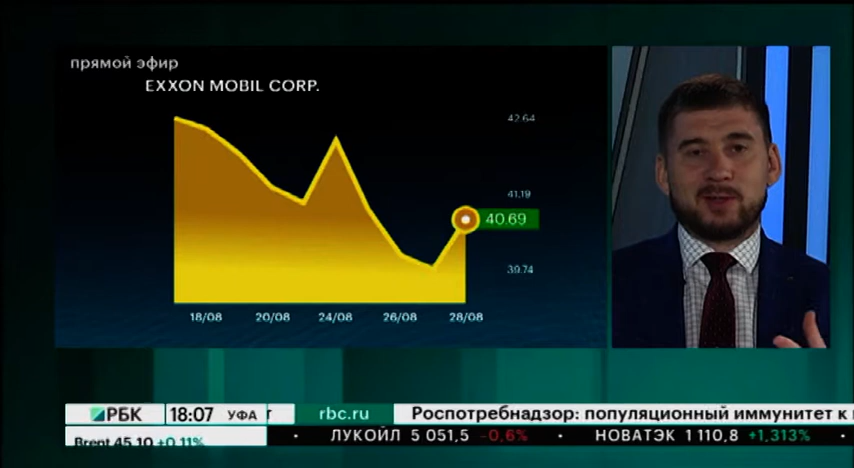 прямой эфир
EXXON MOBIL CORP.
42.64
41.19
40.69
39.74
18/08 20/08 24/08 26/08 28/08
РБК 18:07 УФА rbc.ru Роспотребнадзор: популяционный иммунитет к
Brent 45,10 +0,11% • ЛУКОЙЛ 5 051,5 -0,6% • НОВАТЭК 1 110,8 +1,313% •